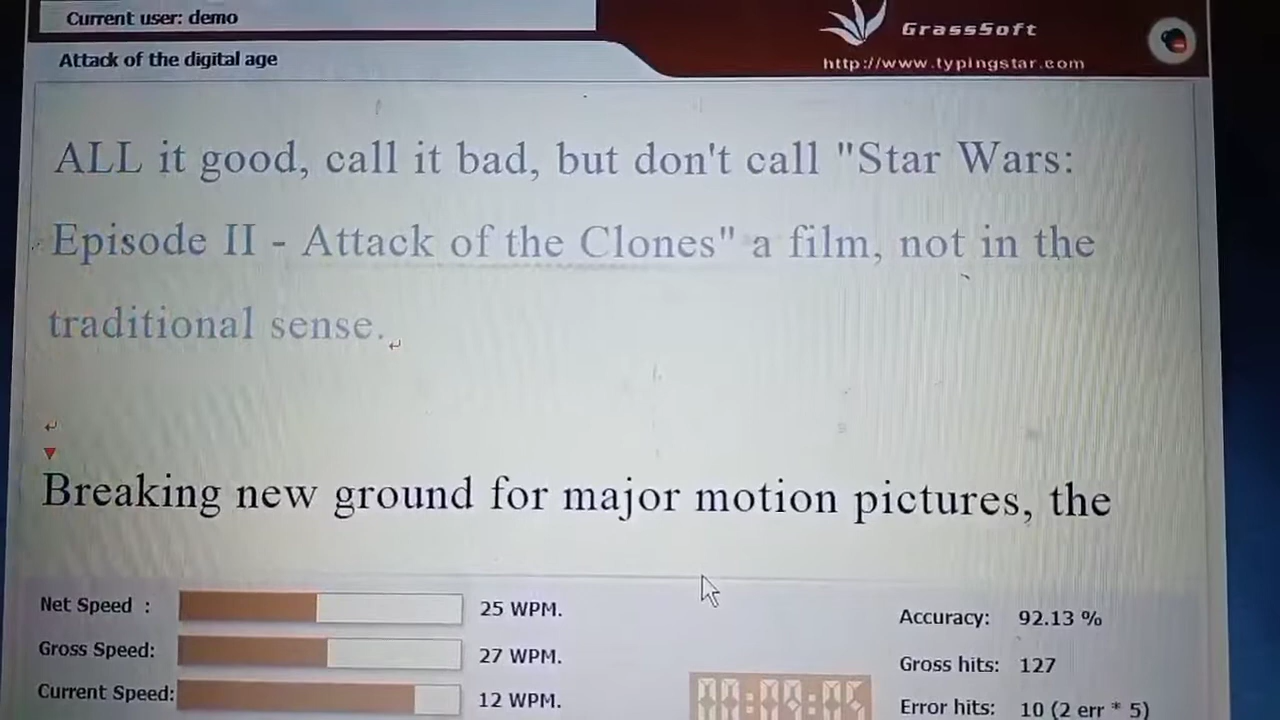 Current user: demo
GrassSoft
Attack of the digital age
http://www.typingstar.com
ALL it good, call it bad, but don't call "Star Wars:
Episode II - Attack of the Clones" a film, not in the
traditional sense.
Breaking new ground for major motion pictures, the
Net Speed : 25 WPM.
Accuracy: 92.13 %
Gross Speed: 27 WPM.
Gross hits: 127
Current Speed: 12 WPM.
Error hits: 10 (2 err * 5)